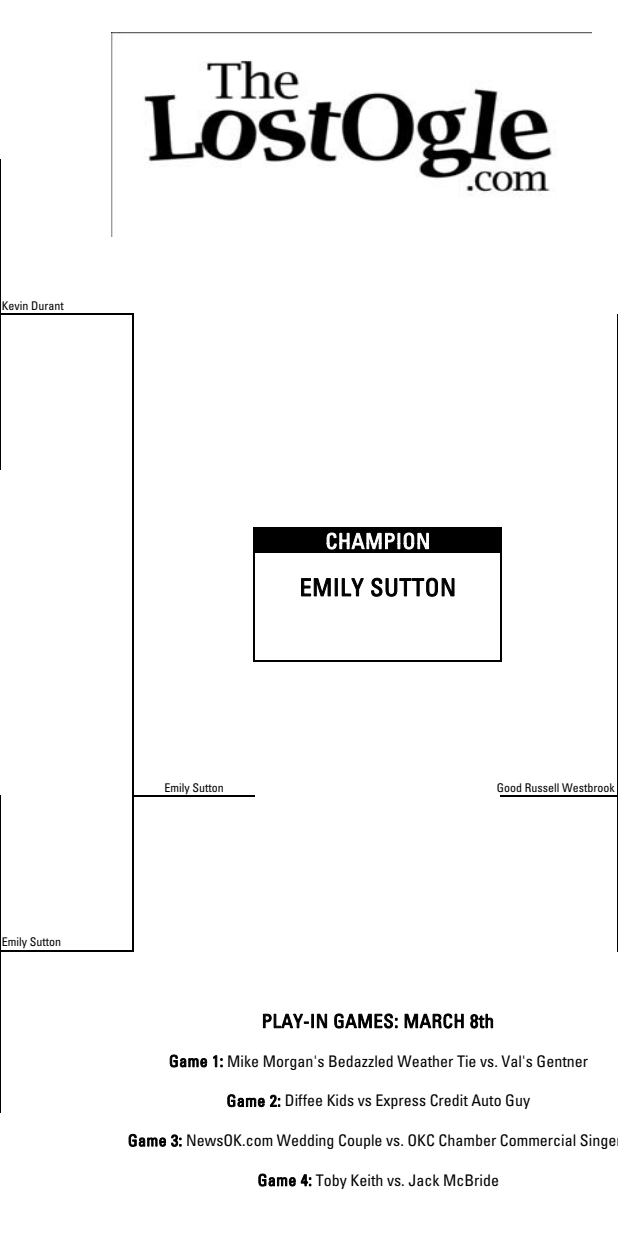 The
LostOgle
.com
Kevin Durant
CHAMPION
EMILY SUTTON
Emily Sutton
Good Russell Westbrook
Emily Sutton
PLAY-IN GAMES: MARCH 8th
Game 1: Mike Morgan's Bedazzled Weather Tie vs. Val's Gentner
Game 2: Diffee Kids vs Express Credit Auto Guy
Game 3: NewsOK.com Wedding Couple vs. OKC Chamber Commercial Singe
Game 4: Toby Keith vs. Jack McBride